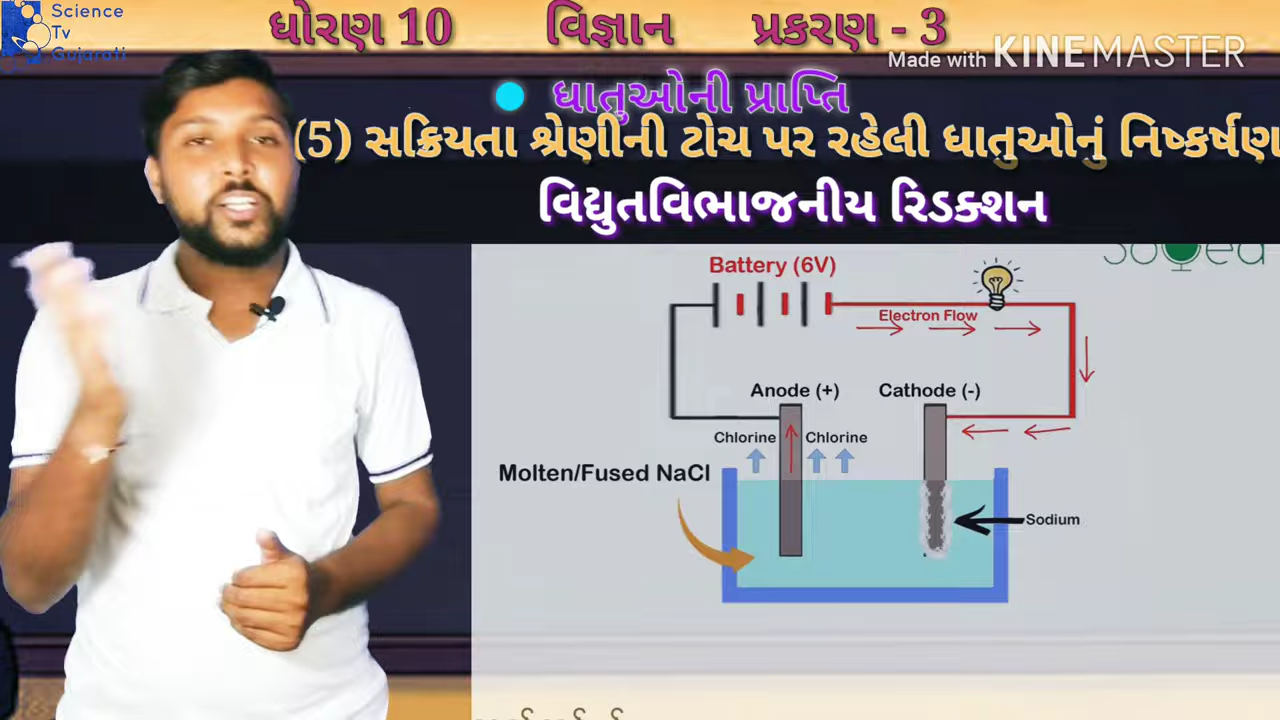 Science
Tv
Gujarati
ધોરણ 10 વિજ્ઞાન પ્રકરણ - 3
Made with KINEMASTER
ધાતુઓની પ્રાપ્તિ
(5) સક્રિયતા શ્રેણીની ટોચ પર રહેલી ધાતુઓનું નિષ્કર્ષણ
વિદ્યુતવિભાજનીય રિડક્શન
Battery (6V)
Electron Flow
Anode (+) Cathode (-)
Chlorine Chlorine
Molten/Fused NaCl
Sodium